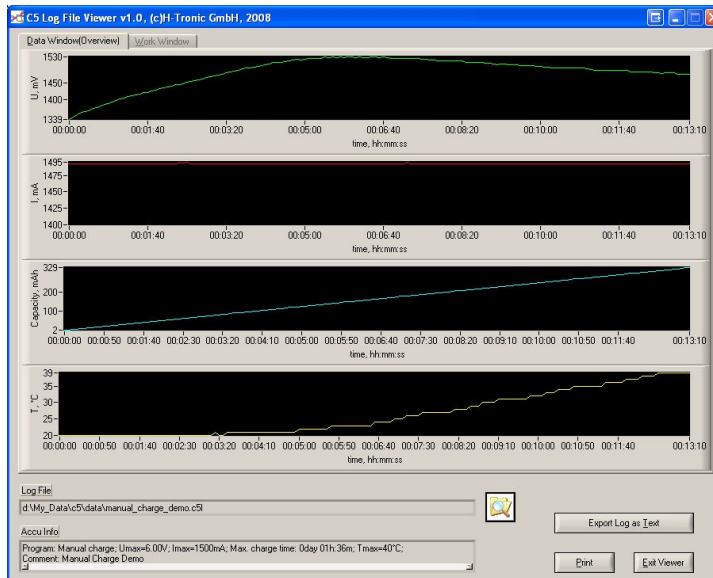 C5 Log File Viewer v1.0, (c)H-Tronic GmbH, 2008
Data Window(Overview) Work Window
1530
1450
1400
1339
U, mV
00:00:00 00:01:40 00:03:20 00:05:00 00:06:40 00:08:20 00:10:00 00:11:40 00:13:10
time, hh:mm:ss
1495
1475
1450
1425
1400
I, mA
00:00:00 00:01:40 00:03:20 00:05:00 00:06:40 00:08:20 00:10:00 00:11:40 00:13:10
time, hh:mm:ss
329
200
100
2
Capacity, mAh
00:00:00 00:00:50 00:01:40 00:02:30 00:03:20 00:04:10 00:05:00 00:05:50 00:06:40 00:07:30 00:08:20 00:09:10 00:10:00 00:10:50 00:11:40 00:13:10
time, hh:mm:ss
39
35
30
25
20
T, °C
00:00:00 00:00:50 00:01:40 00:02:30 00:03:20 00:04:10 00:05:00 00:05:50 00:06:40 00:07:30 00:08:20 00:09:10 00:10:00 00:10:50 00:11:40 00:13:10
time, hh:mm:ss
Log File
d:\My_Data\c5\data\manual_charge_demo.c5l
Export Log as Text
Accu Info
Program: Manual charge; Umax=6.00V; Imax=1500mA; Max. charge time: 0day 01h:36m; Tmax=40°C;
Comment: Manual Charge Demo
Print Exit Viewer